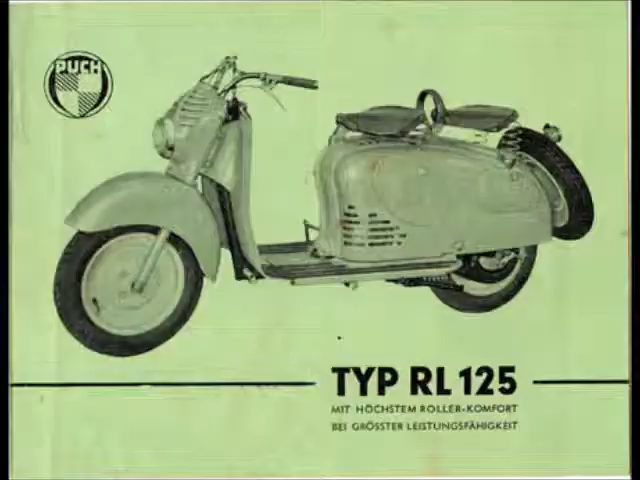 PUCH
TYP RL 125
MIT HÖCHSTEM ROLLER-KOMFORT
BEI GRÖSSTER LEISTUNGSFÄHIGKEIT